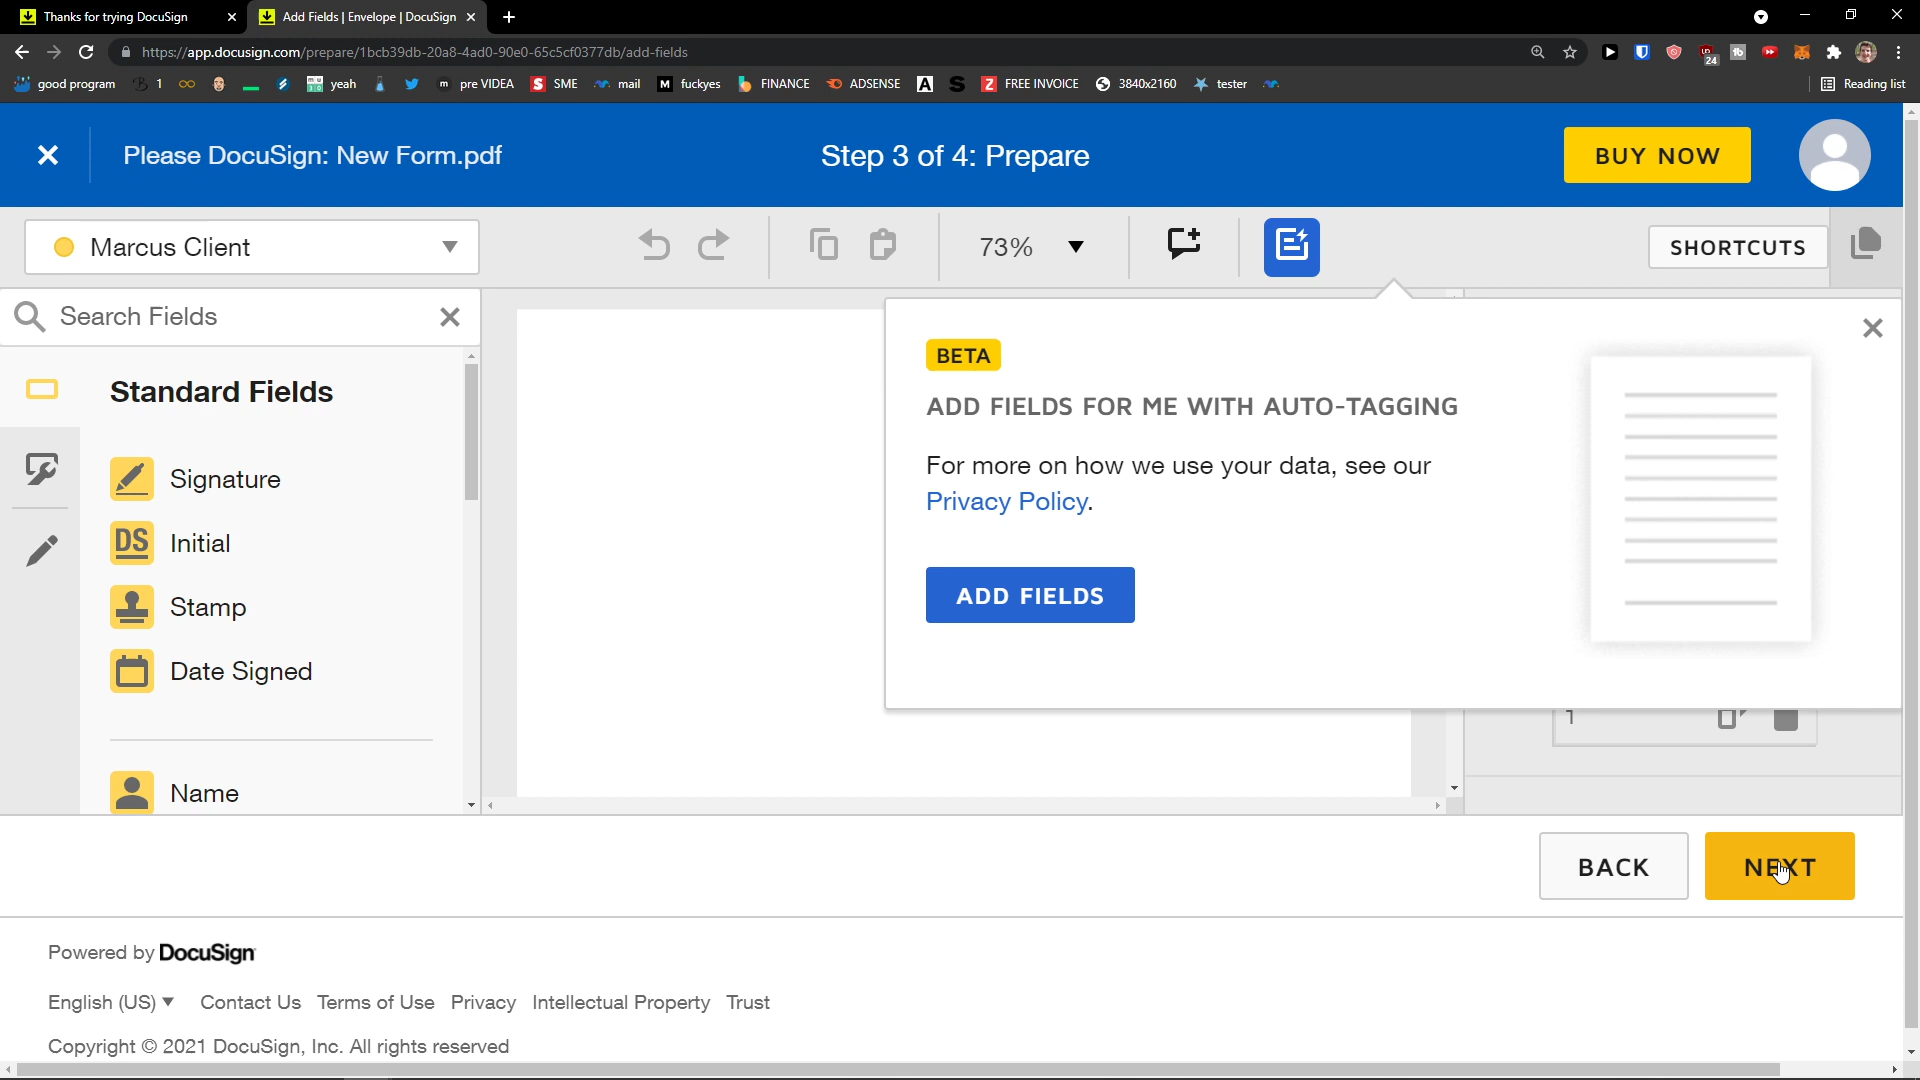 Thanks for trying DocuSign
Add Fields | Envelope | DocuSign
https://app.docusign.com/prepare/1bcb39db-20a8-4ad0-90e0-65c5cf0377db/add-fields
24
good program
1
yeah
pre VIDEA
SME
mail
fuckyes
FINANCE
ADSENSE
FREE INVOICE
3840x2160
tester
Reading list
Please DocuSign: New Form.pdf
Step 3 of 4: Prepare
BUY NOW
Marcus Client
73%
SHORTCUTS
Search Fields
Standard Fields
Signature
DS
Initial
Stamp
Date Signed
Name
BETA
ADD FIELDS FOR ME WITH AUTO-TAGGING
For more on how we use your data, see our
Privacy Policy.
ADD FIELDS
1
BACK
NEXT
Powered by DocuSign
English (US)
Contact Us
Terms of Use
Privacy
Intellectual Property
Trust
Copyright © 2021 DocuSign, Inc. All rights reserved